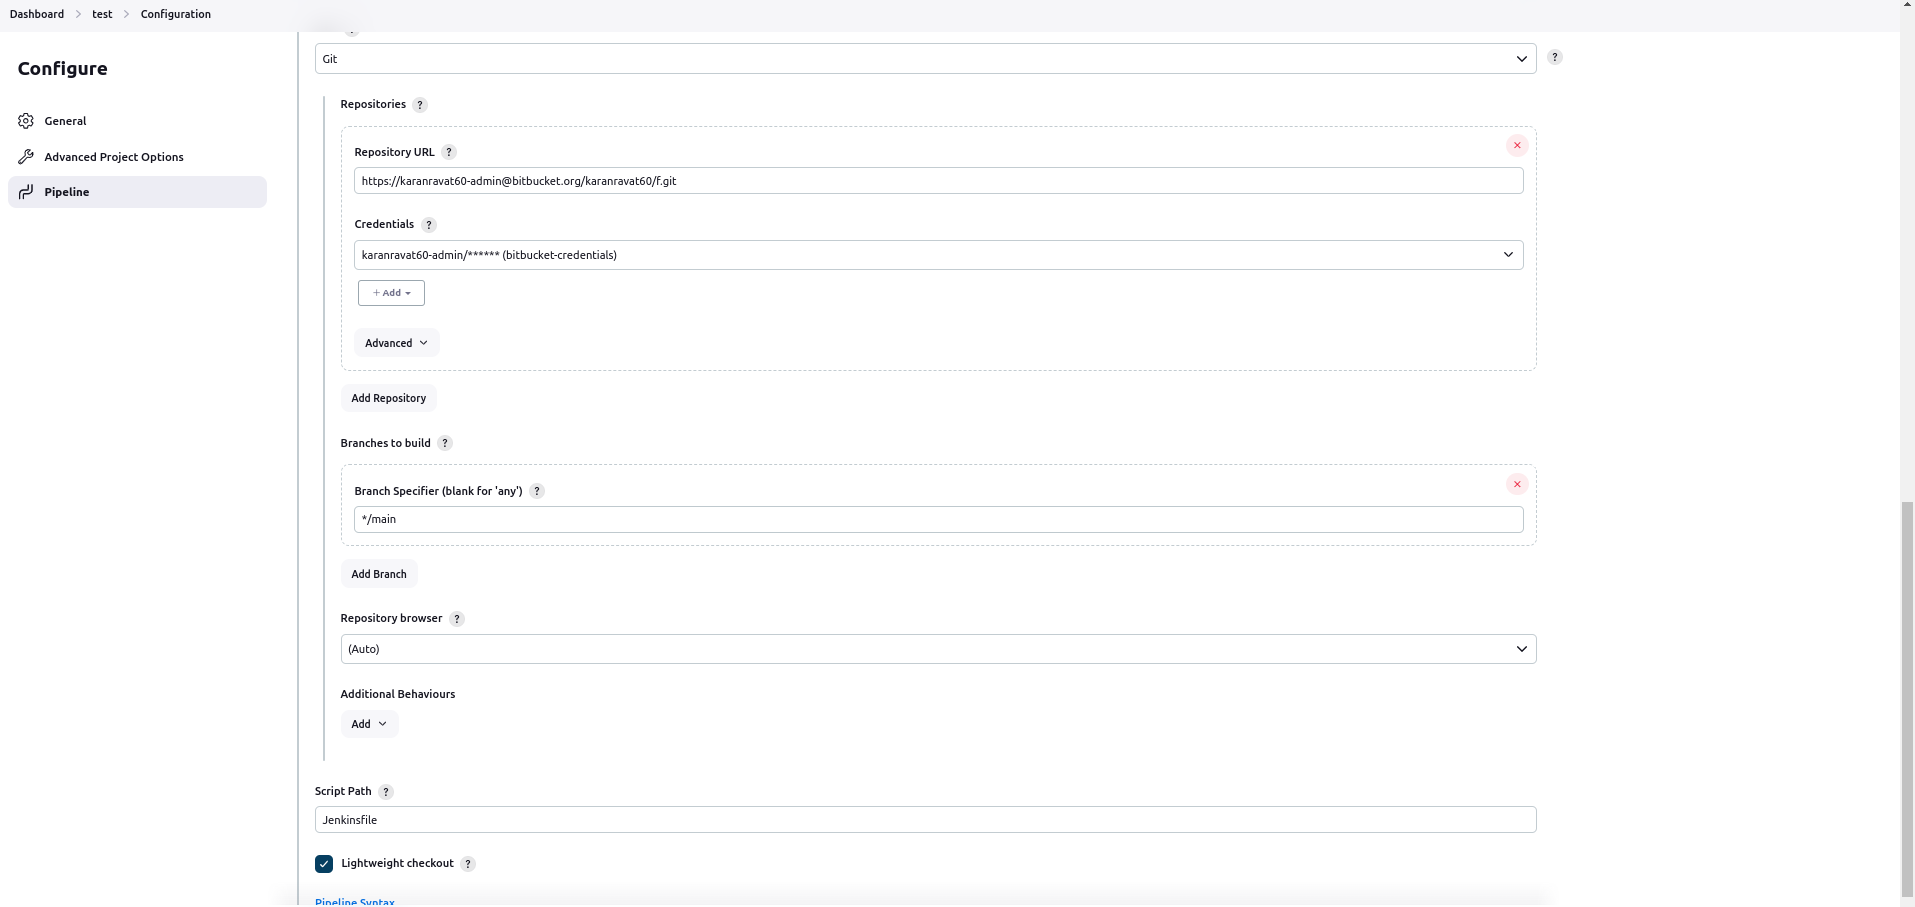 Dashboard > test > Configuration
Configure
General
Advanced Project Options
Pipeline
?
Git
?
Repositories ?
Repository URL ?
https://karanravat60-admin@bitbucket.org/karanravat60/f.git
Credentials ?
karanravat60-admin/****** (bitbucket-credentials)
+ Add
Advanced
Add Repository
Branches to build ?
Branch Specifier (blank for 'any') ?
*/main
Add Branch
Repository browser ?
(Auto)
Additional Behaviours
Add
Script Path ?
Jenkinsfile
Lightweight checkout ?
Pipeline Syntax